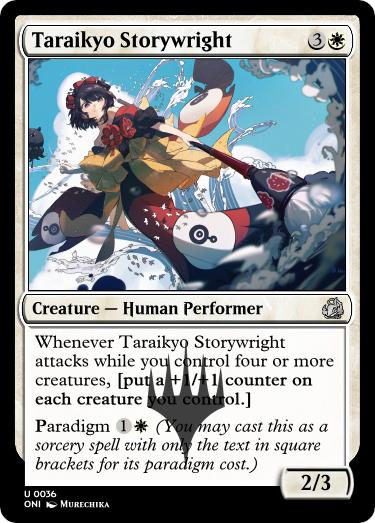 Taraikyo Storywright 3
Creature — Human Performer
Whenever Taraikyo Storywright
attacks while you control four or more
creatures, [put a +1/+1 counter on
each creature you control.]
Paradigm 1 (You may cast this as a
sorcery spell with only the text in square
brackets for its paradigm cost.)
2/3
U 0036
ONI Murechika